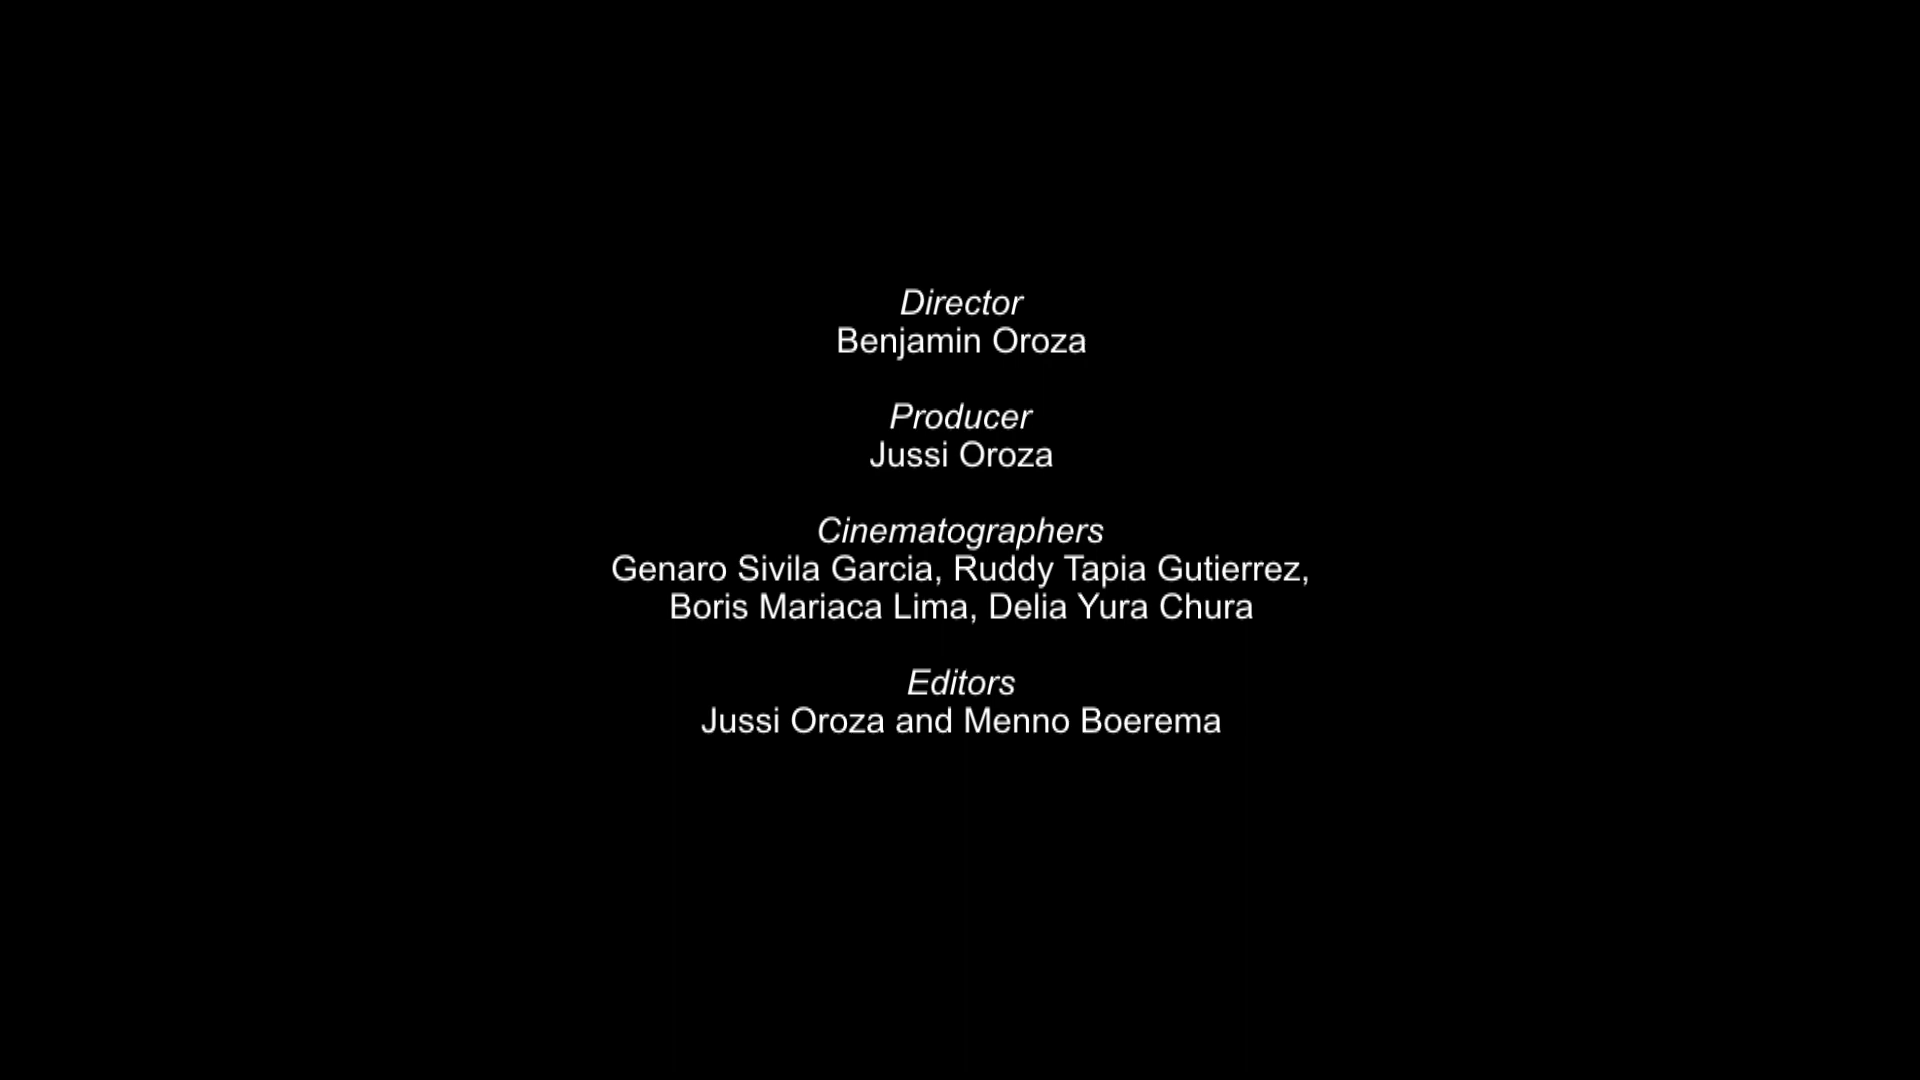 Director
Benjamin Oroza
Producer
Jussi Oroza
Cinematographers
Genaro Sivila Garcia, Ruddy Tapia Gutierrez,
Boris Mariaca Lima, Delia Yura Chura
Editors
Jussi Oroza and Menno Boerema